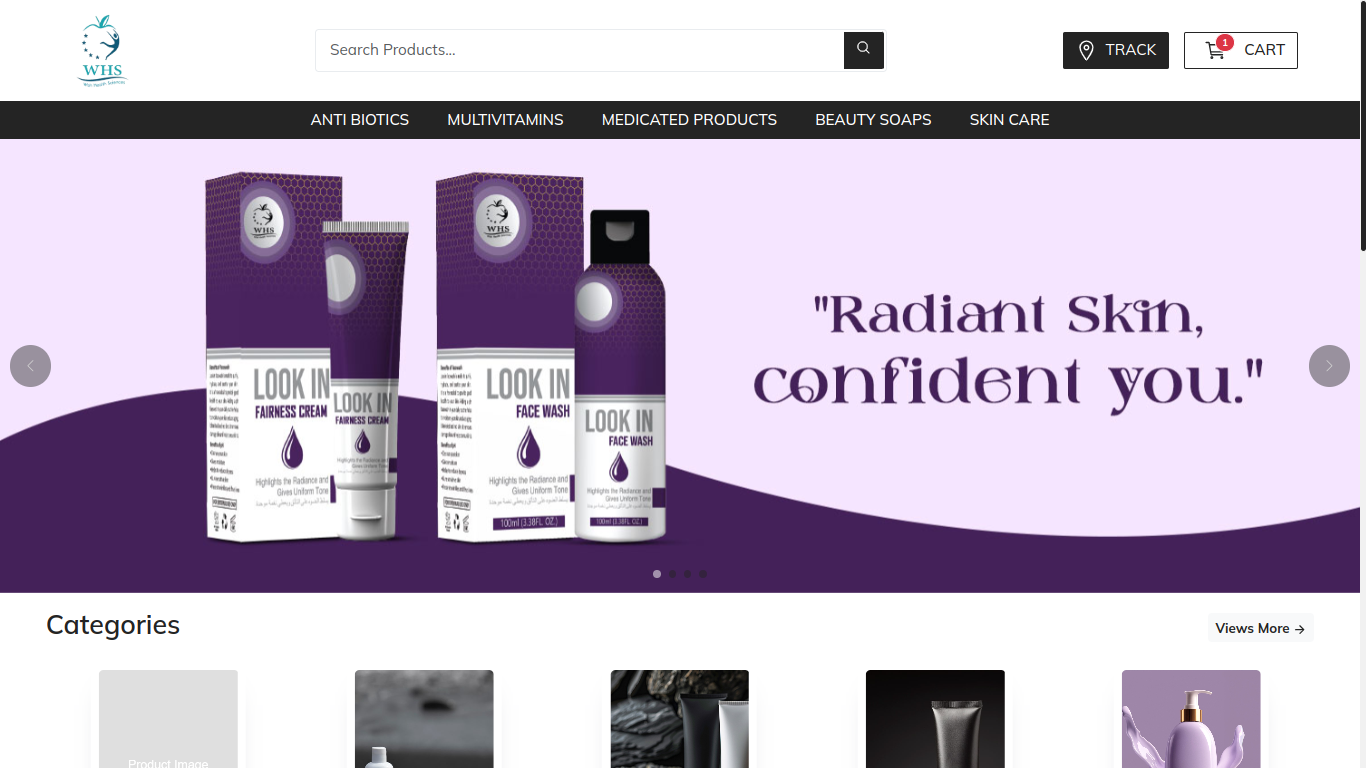 WHS
Search Products...
TRACK
1
CART
ANTI BIOTICS
MULTIVITAMINS
MEDICATED PRODUCTS
BEAUTY SOAPS
SKIN CARE
WHS
LOOK IN
FAIRNESS CREAM
Highlights the Radiance and
Gives Uniform Tone
LOOK IN
FAIRNESS CREAM
Highlights the Radiance and
Gives Uniform Tone
WHS
LOOK IN
FACE WASH
Highlights the Radiance and
Gives Uniform Tone
100ml (3.38FL OZ.)
LOOK IN
FACE WASH
Highlights the Radiance and
Gives Uniform Tone
100ml (3.38FL OZ.)
"Radiant Skin,
confident you."
Categories
Views More →
Product Image